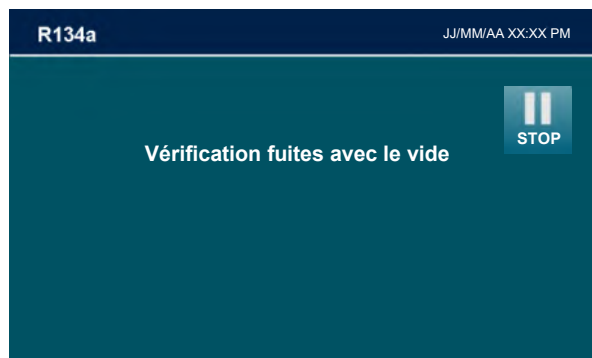 R134a
JJ/MM/AA XX:XX PM
STOP
Vérification fuites avec le vide